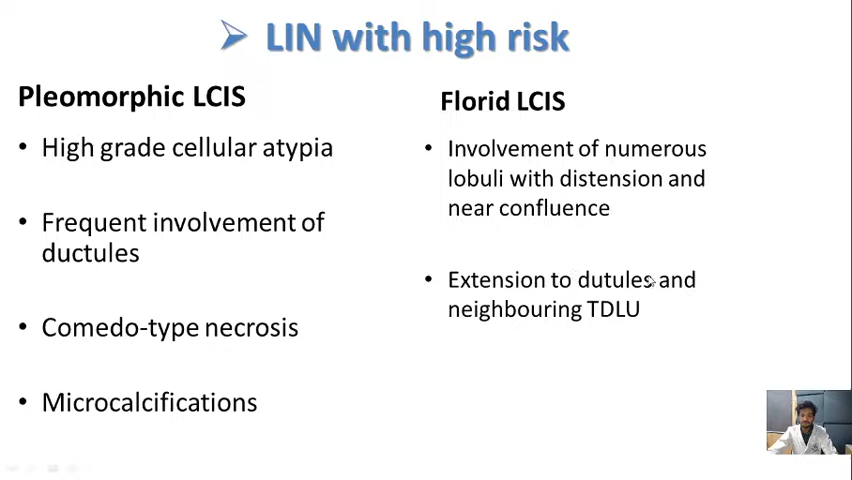 LIN with high risk
Pleomorphic LCIS
• High grade cellular atypia
• Frequent involvement of
ductules
• Comedo-type necrosis
• Microcalcifications
Florid LCIS
• Involvement of numerous
lobuli with distension and
near confluence
• Extension to dutules and
neighbouring TDLU